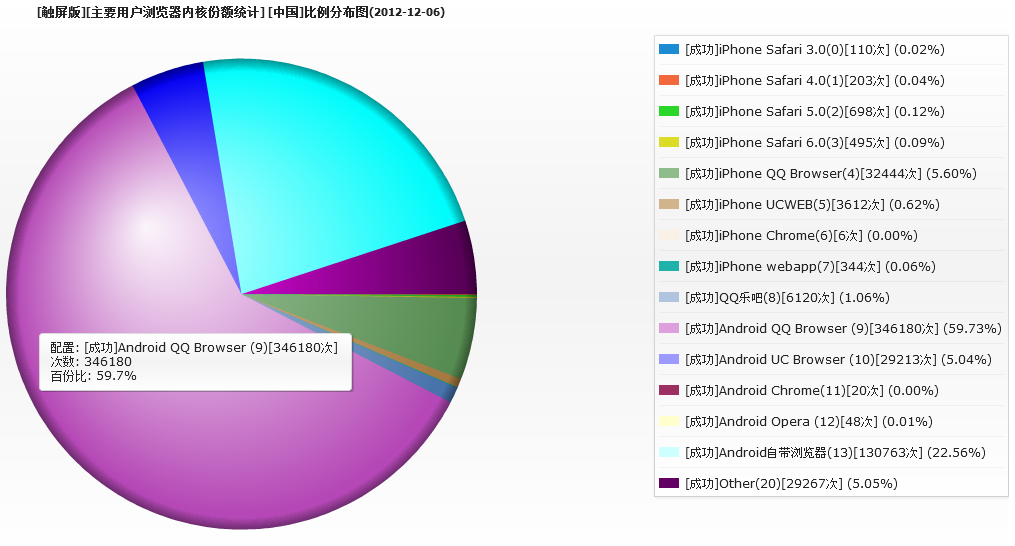 [触屏版][主要用户浏览器内核份额统计] [中国]比例分布图(2012-12-06)
[成功]iPhone Safari 3.0(0)[110次] (0.02%)
[成功]iPhone Safari 4.0(1)[203次] (0.04%)
[成功]iPhone Safari 5.0(2)[698次] (0.12%)
[成功]iPhone Safari 6.0(3)[495次] (0.09%)
[成功]iPhone QQ Browser(4)[32444次] (5.60%)
[成功]iPhone UCWEB(5)[3612次] (0.62%)
[成功]iPhone Chrome(6)[6次] (0.00%)
[成功]iPhone webapp(7)[344次] (0.06%)
[成功]QQ乐吧(8)[6120次] (1.06%)
[成功]Android QQ Browser (9)[346180次] (59.73%)
[成功]Android UC Browser (10)[29213次] (5.04%)
[成功]Android Chrome(11)[20次] (0.00%)
[成功]Android Opera (12)[48次] (0.01%)
[成功]Android自带浏览器(13)[130763次] (22.56%)
[成功]Other(20)[29267次] (5.05%)
配置: [成功]Android QQ Browser (9)[346180次]
次数: 346180
百份比: 59.7%